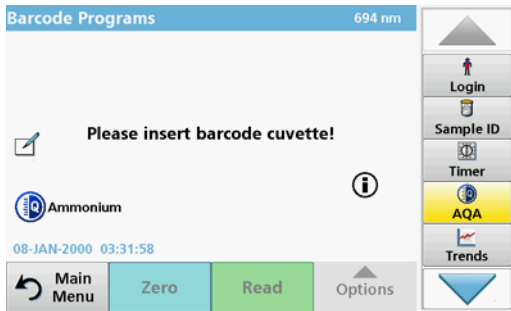 Barcode Programs 694 nm
Please insert barcode cuvette!
Ammonium
08-JAN-2000 03:31:58
Main
Menu
Zero
Read
Options
Login
Sample ID
Timer
AQA
Trends